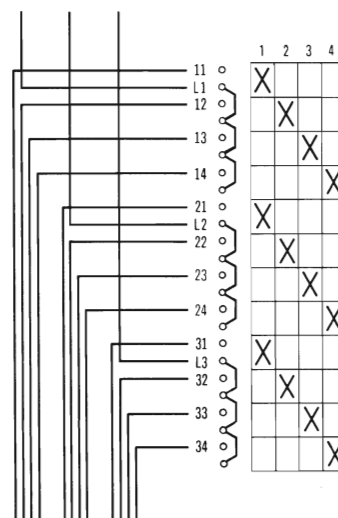 1 2 3 4
11 X
L1
12 X
13 X
14 X
21 X
L2
22 X
23 X
24 X
31 X
L3
32 X
33 X
34 X